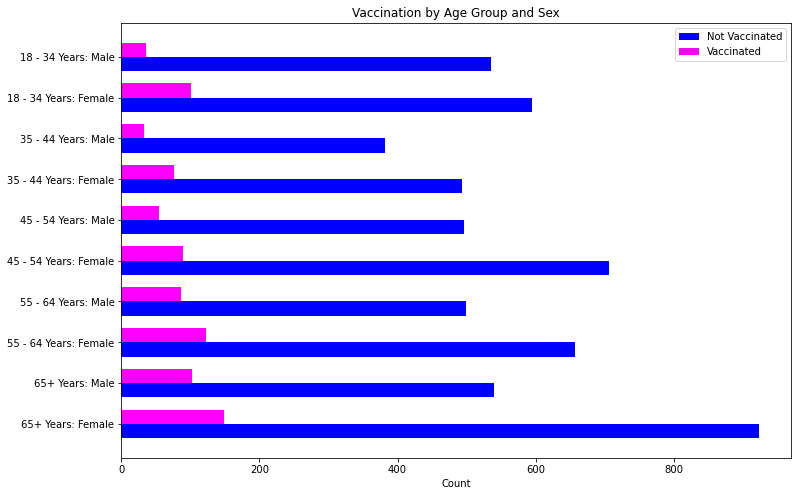 Vaccination by Age Group and Sex
Not Vaccinated
Vaccinated
18 - 34 Years: Male
18 - 34 Years: Female
35 - 44 Years: Male
35 - 44 Years: Female
45 - 54 Years: Male
45 - 54 Years: Female
55 - 64 Years: Male
55 - 64 Years: Female
65+ Years: Male
65+ Years: Female
0 200 400 600 800
Count